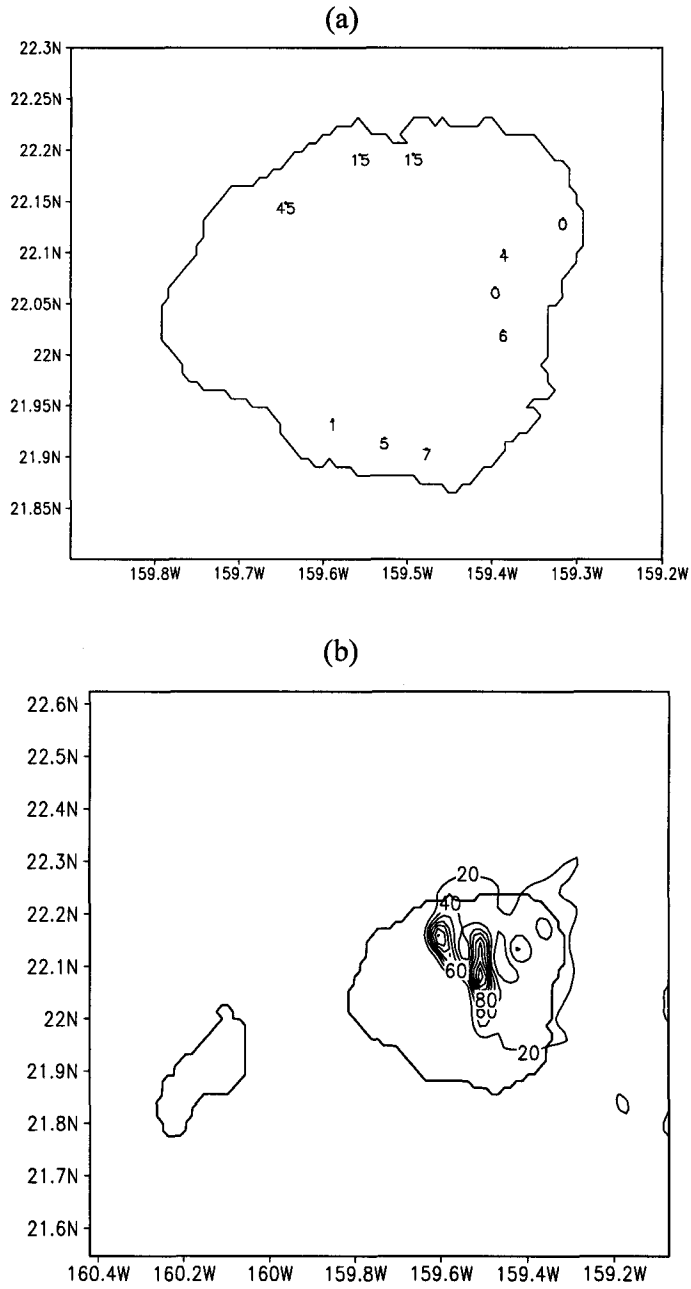 (a)
22.3N
22.25N
22.2N
15 15
22.15N
45
0
22.1N
4
22.05N
0
22N
6
21.95N
1
5
7
21.9N
21.85N
159.8W 159.7W 159.6W 159.5W 159.4W 159.3W 159.2W
(b)
22.6N
22.5N
22.4N
22.3N
20
22.2N
40
22.1N
60
22N
80
60
20
21.9N
21.8N
21.7N
21.6N
160.4W 160.2W 160W 159.8W 159.6W 159.4W 159.2W